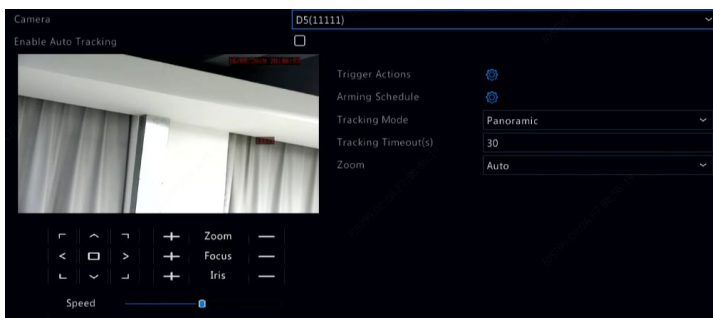 Camera
D5(11111)
Enable Auto Tracking
Trigger Actions
Arming Schedule
Tracking Mode
Panoramic
Tracking Timeout(s)
30
Zoom
Auto
Zoom
Focus
Iris
Speed